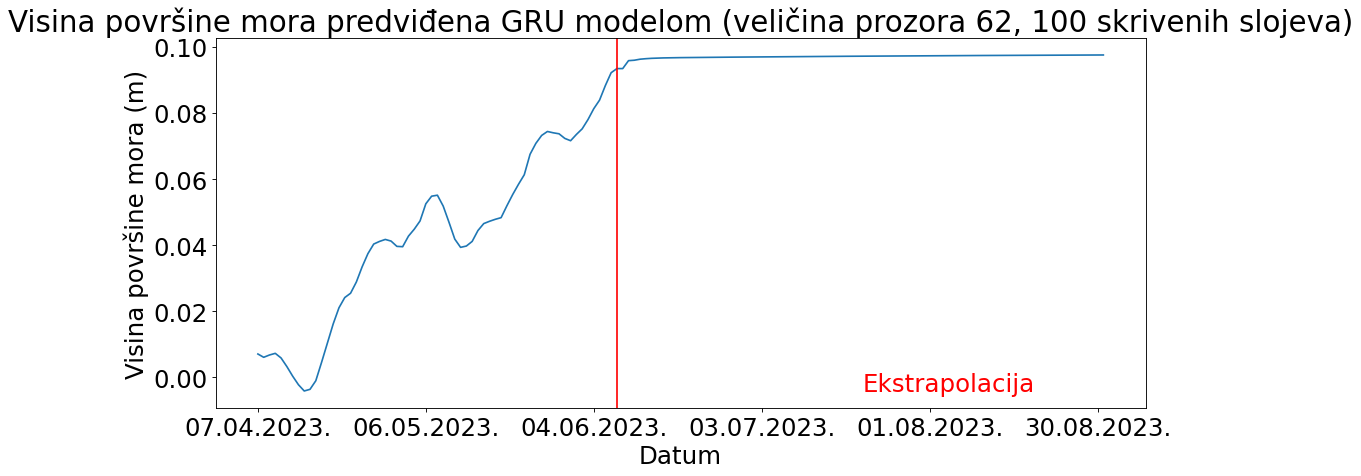 Visina površine mora predviđena GRU modelom (veličina prozora 62, 100 skrivenih slojeva)
Visina površine mora (m)
0.10
0.08
0.06
0.04
0.02
0.00
Ekstrapolacija
07.04.2023. 06.05.2023. 04.06.2023. 03.07.2023. 01.08.2023. 30.08.2023.
Datum